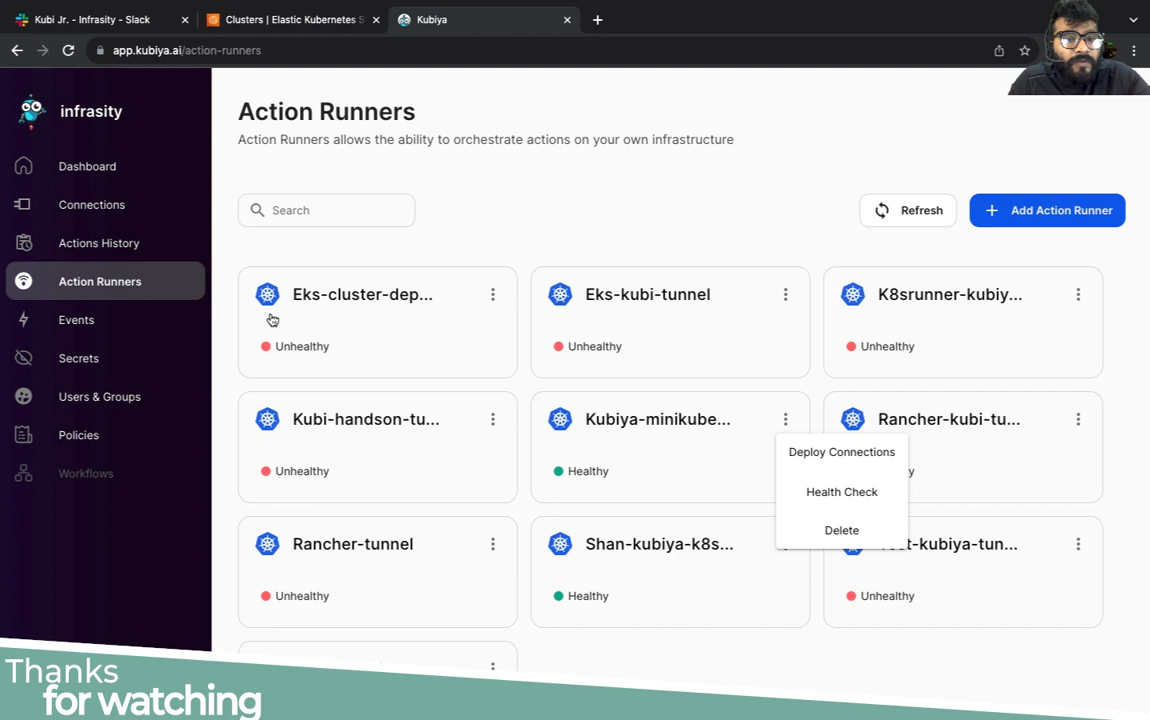 Kubi Jr. - Infrasity - Slack
Clusters | Elastic Kubernetes S
Kubiya
app.kubiya.ai/action-runners
infrasity
Dashboard
Connections
Actions History
Action Runners
Events
Secrets
Users & Groups
Policies
Workflows
Action Runners
Action Runners allows the ability to orchestrate actions on your own infrastructure
Search
Refresh
Add Action Runner
Eks-cluster-dep...
Unhealthy
Eks-kubi-tunnel
Unhealthy
K8srunner-kubiy...
Unhealthy
Kubi-handson-tu...
Unhealthy
Kubiya-minikube...
Healthy
Rancher-kubi-tu...
Deploy Connections
Health Check
Delete
Rancher-tunnel
Unhealthy
Shan-kubiya-k8s...
Healthy
st-kubiya-tun...
Unhealthy
Thanks
for watching